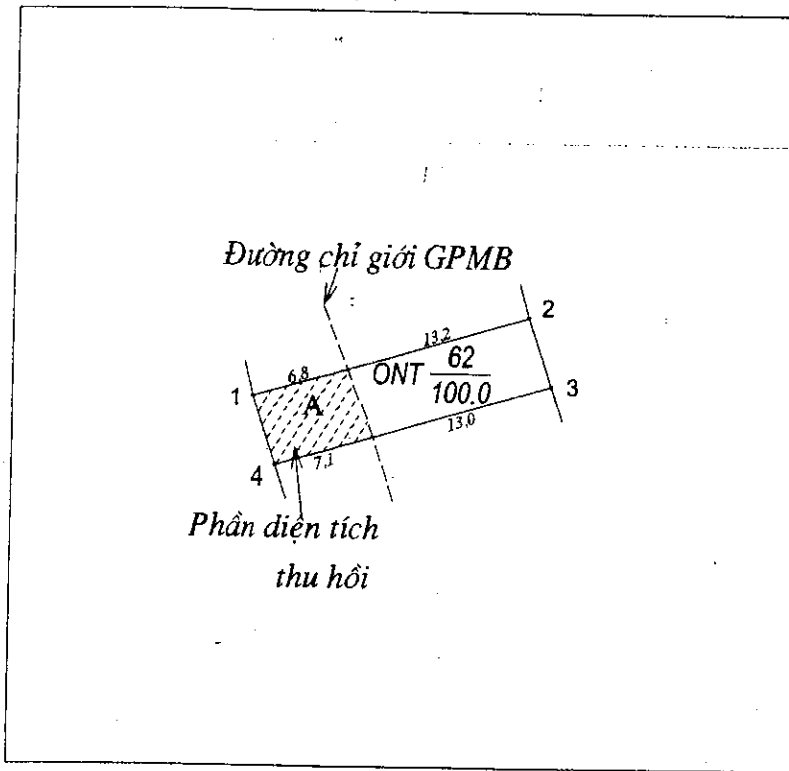 Đường chỉ giới GPMB
2
13,2
ONT 62
100.0
3
6,8
1
A
13,0
7,1
4
Phần diện tích
thu hồi